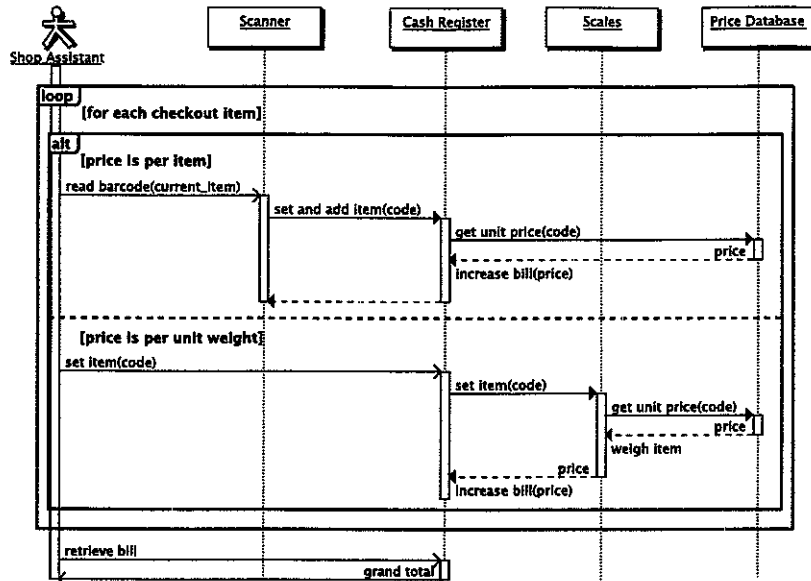 Scanner
Cash Register
Scales
Price Database
Shop Assistant
loop
[for each checkout item]
alt
[price is per item]
read barcode(current_item)
set and add item(code)
get unit price(code)
price
increase bill(price)
[price is per unit weight]
set item(code)
set item(code)
get unit price(code)
price
weigh item
price
increase bill(price)
retrieve bill
grand total